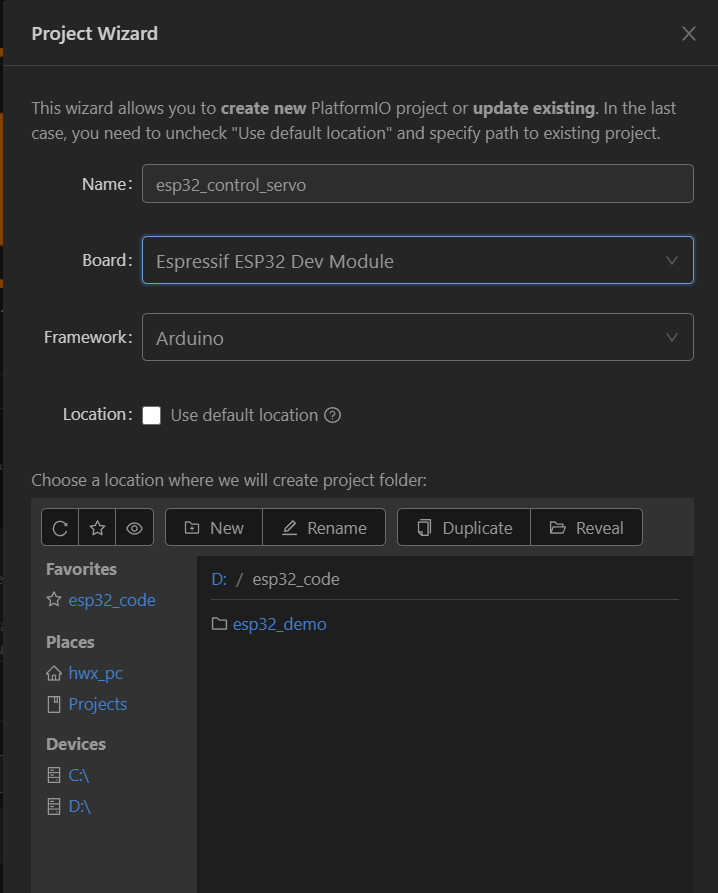 Project Wizard
This wizard allows you to create new PlatformIO project or update existing. In the last
case, you need to uncheck "Use default location" and specify path to existing project.
Name: esp32_control_servo
Board: Espressif ESP32 Dev Module
Framework: Arduino
Location: Use default location
Choose a location where we will create project folder:
New Rename Duplicate Reveal
Favorites
esp32_code
Places
hwx_pc
Projects
Devices
C:\
D:\
D: / esp32_code
esp32_demo